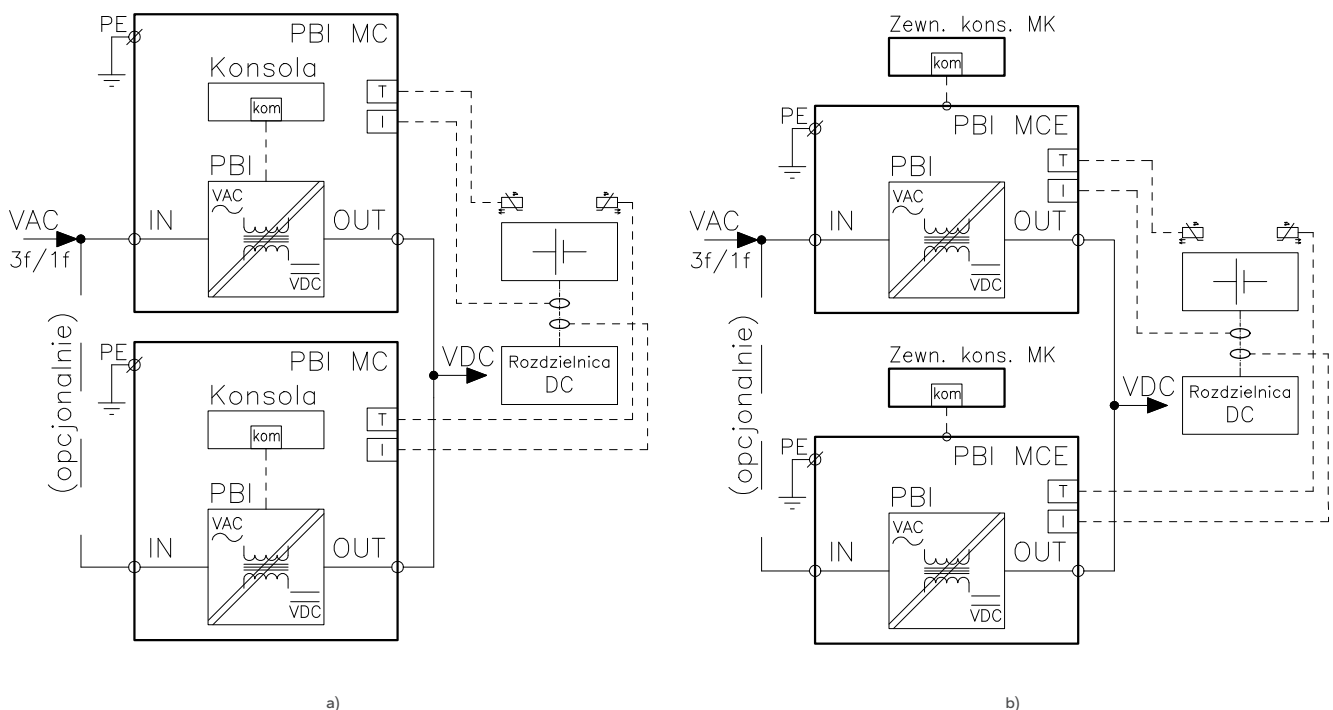 PE
PBI MC
Konsola
kom
T
I
PBI
VAC
VDC
IN
OUT
VAC
3f/1f
(opcjonalnie)
PE
PBI MC
Konsola
kom
T
I
PBI
VAC
VDC
IN
OUT
VDC
Rozdzielnica
DC
a)
Zewn. kons. MK
kom
PE
PBI MCE
T
I
PBI
VAC
VDC
IN
OUT
VAC
3f/1f
(opcjonalnie)
Zewn. kons. MK
kom
PE
PBI MCE
T
I
PBI
VAC
VDC
IN
OUT
VDC
Rozdzielnica
DC
b)